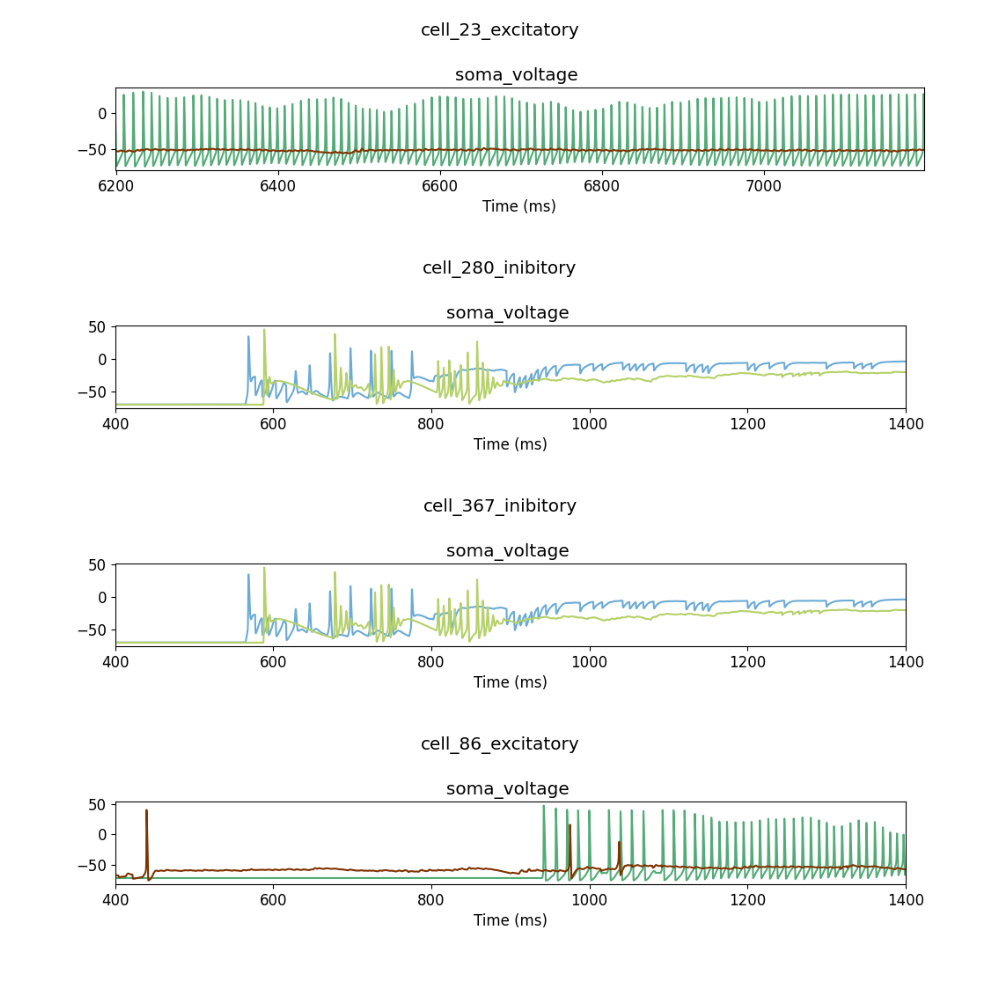 cell_23_excitatory
soma_voltage
0
−50
6200 6400 6600 6800 7000
Time (ms)
cell_280_inibitory
soma_voltage
50
0
−50
400 600 800 1000 1200 1400
Time (ms)
cell_367_inibitory
soma_voltage
50
0
−50
400 600 800 1000 1200 1400
Time (ms)
cell_86_excitatory
soma_voltage
50
0
−50
400 600 800 1000 1200 1400
Time (ms)